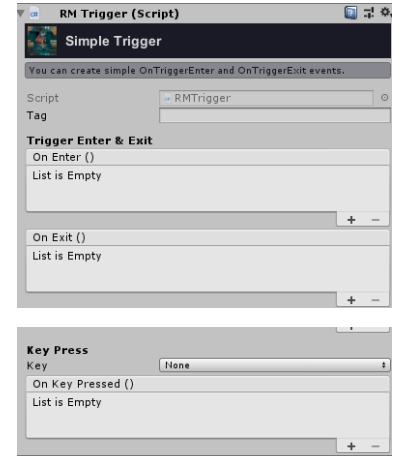 RM Trigger (Script)
Simple Trigger
You can create simple OnTriggerEnter and OnTriggerExit events.
Script RMTrigger
Tag
Trigger Enter & Exit
On Enter ()
List is Empty
+ −
On Exit ()
List is Empty
+ −
Key Press
Key None
On Key Pressed ()
List is Empty
+ −